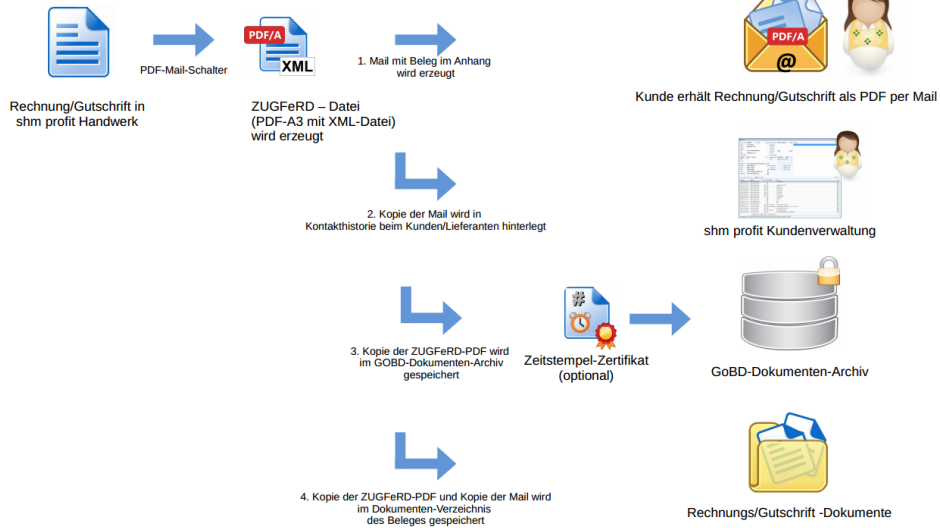 PDF/A
XML
PDF/A
@
PDF-Mail-Schalter
1. Mail mit Beleg im Anhang
wird erzeugt
Rechnung/Gutschrift in
shm profit Handwerk
ZUGFeRD – Datei
(PDF-A3 mit XML-Datei)
wird erzeugt
Kunde erhält Rechnung/Gutschrift als PDF per Mail
2. Kopie der Mail wird in
Kontakthistorie beim Kunden/Lieferanten hinterlegt
shm profit Kundenverwaltung
3. Kopie der ZUGFeRD-PDF wird
im GOBD-Dokumenten-Archiv
gespeichert
#
Zeitstempel-Zertifikat
(optional)
GoBD-Dokumenten-Archiv
4. Kopie der ZUGFeRD-PDF und Kopie der Mail wird
im Dokumenten-Verzeichnis
des Beleges gespeichert
Rechnungs/Gutschrift -Dokumente